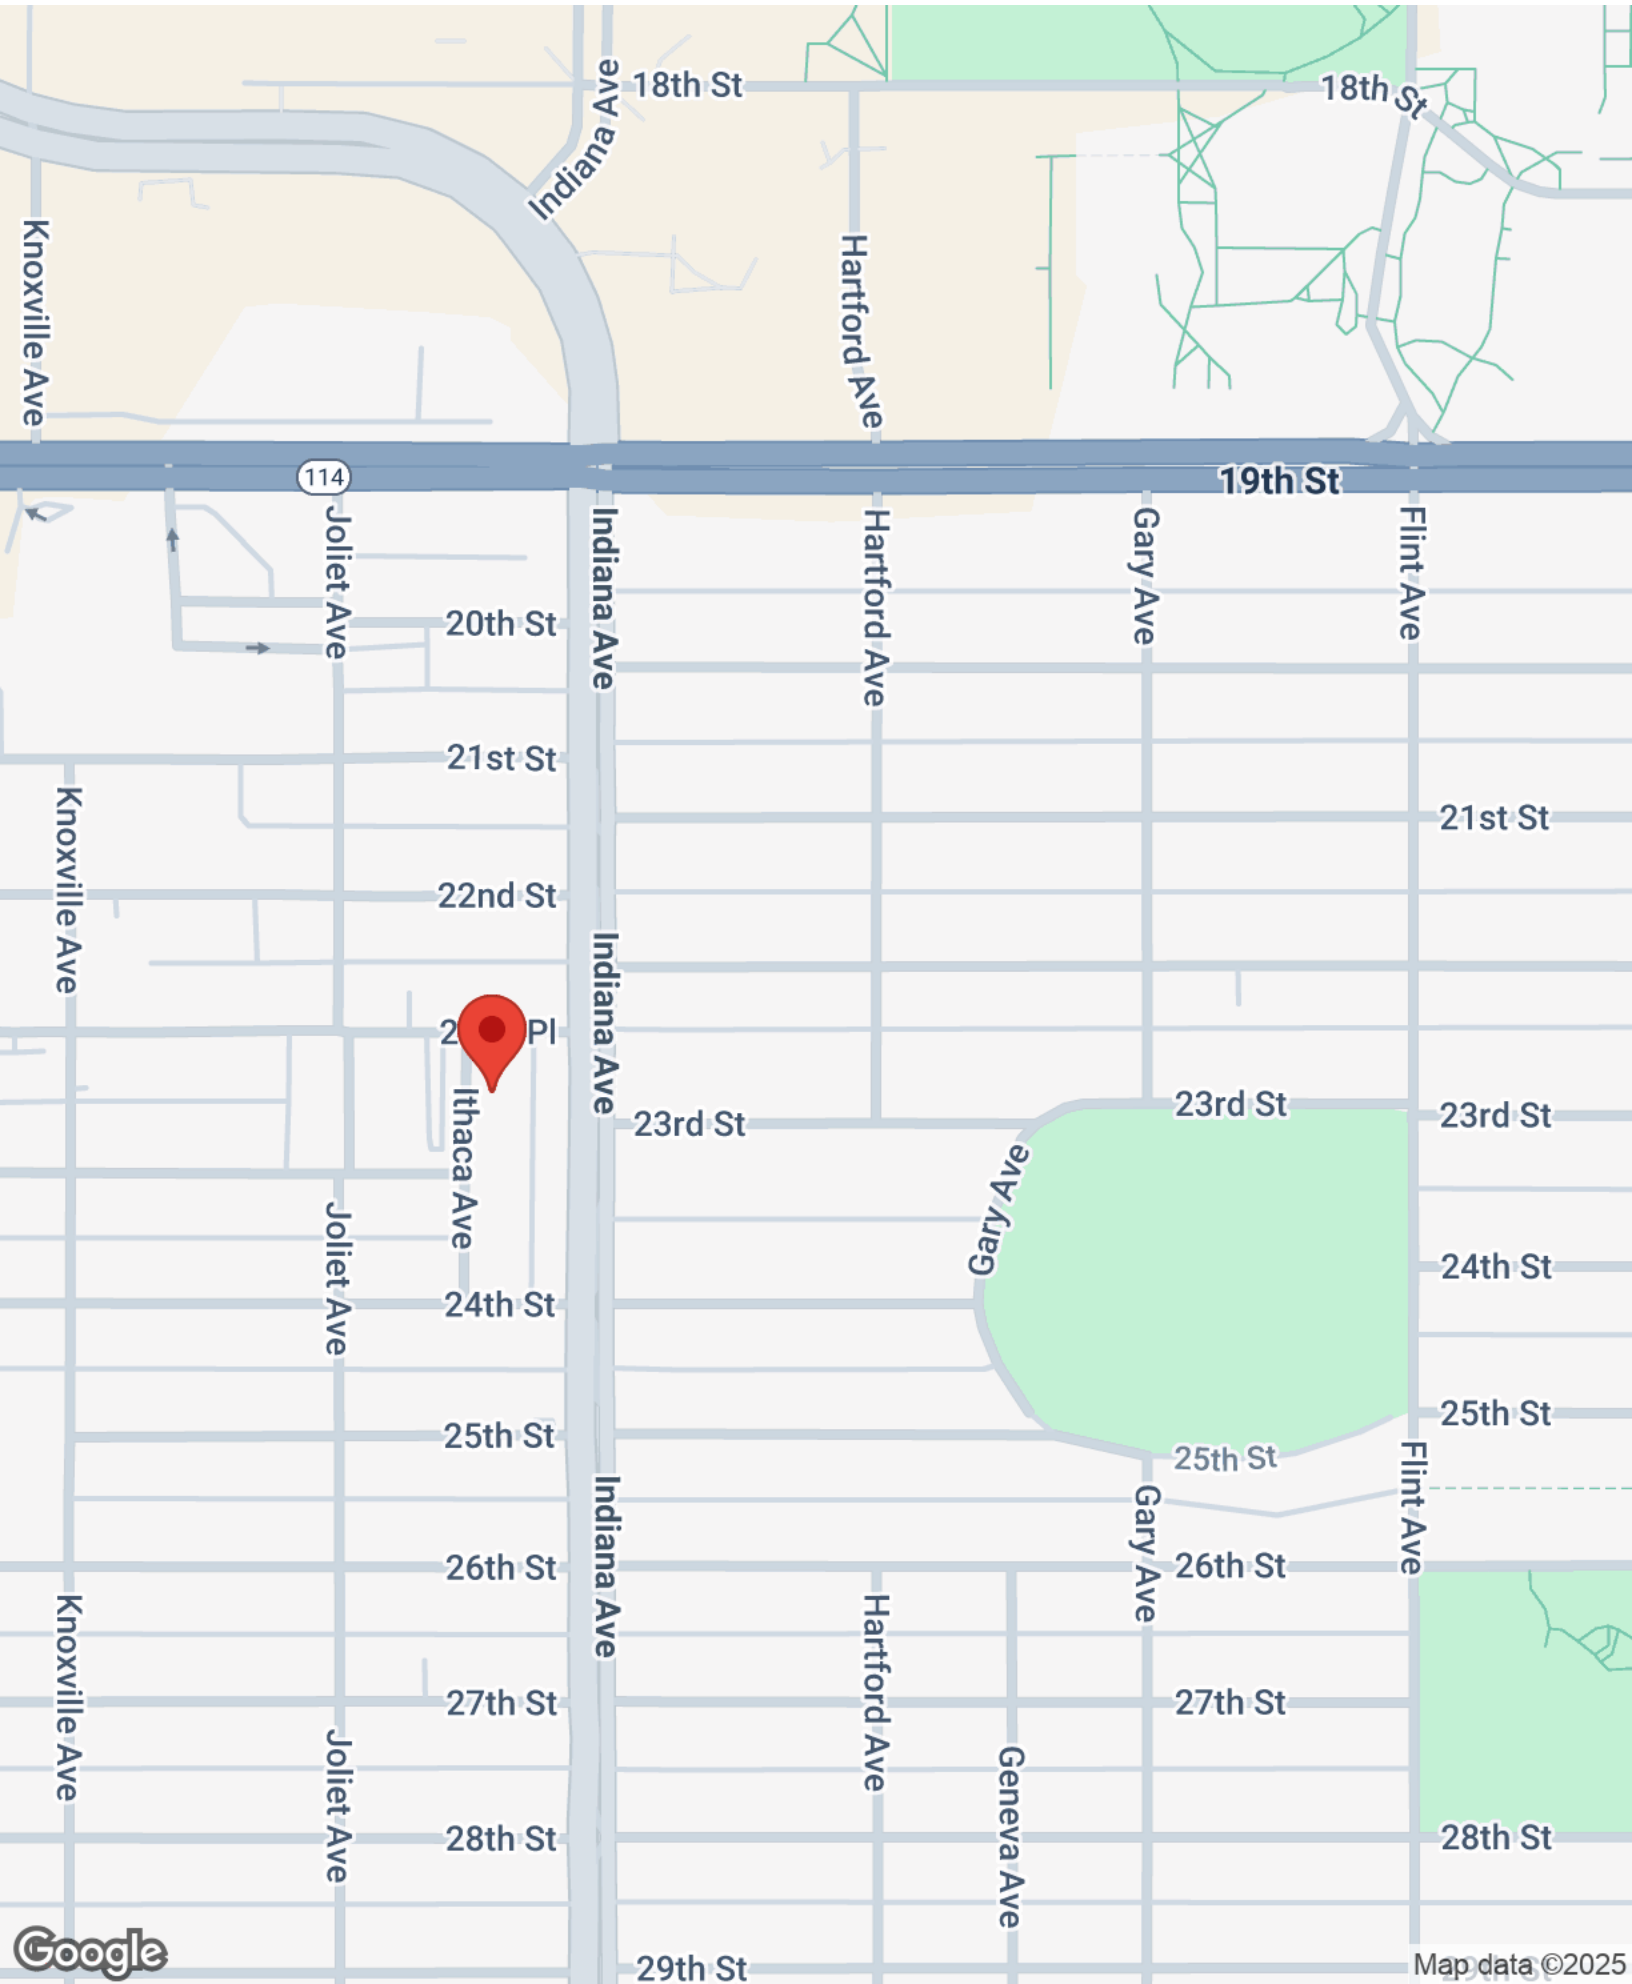 Indiana Ave
18th St
18th St
Knoxville Ave
Hartford Ave
114
19th St
Joliet Ave
Indiana Ave
Hartford Ave
Gary Ave
Flint Ave
20th St
21st St
Knoxville Ave
21st St
22nd St
Indiana Ave
2 Pl
Ithaca Ave
23rd St
23rd St
23rd St
Gary Ave
Joliet Ave
24th St
24th St
25th St
25th St
25th St
Flint Ave
Indiana Ave
Gary Ave
26th St
26th St
Knoxville Ave
Hartford Ave
27th St
27th St
Joliet Ave
Geneva Ave
28th St
28th St
Google
29th St
29th St
Map data ©2025